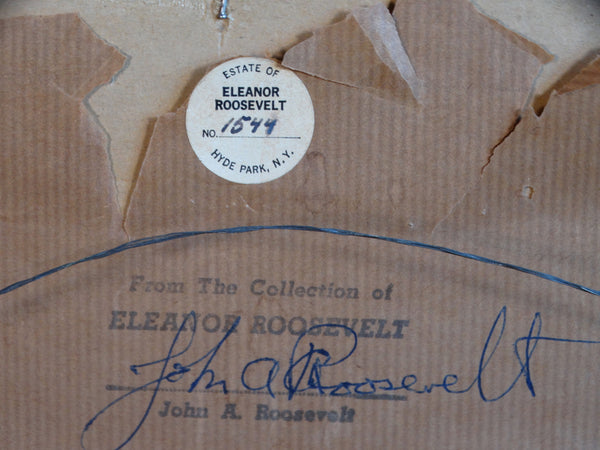 ESTATE OF
ELEANOR
ROOSEVELT
NO. 1544
HYDE PARK, N.Y.
From The Collection of
ELEANOR ROOSEVELT
John A Roosevelt
John A. Roosevelt